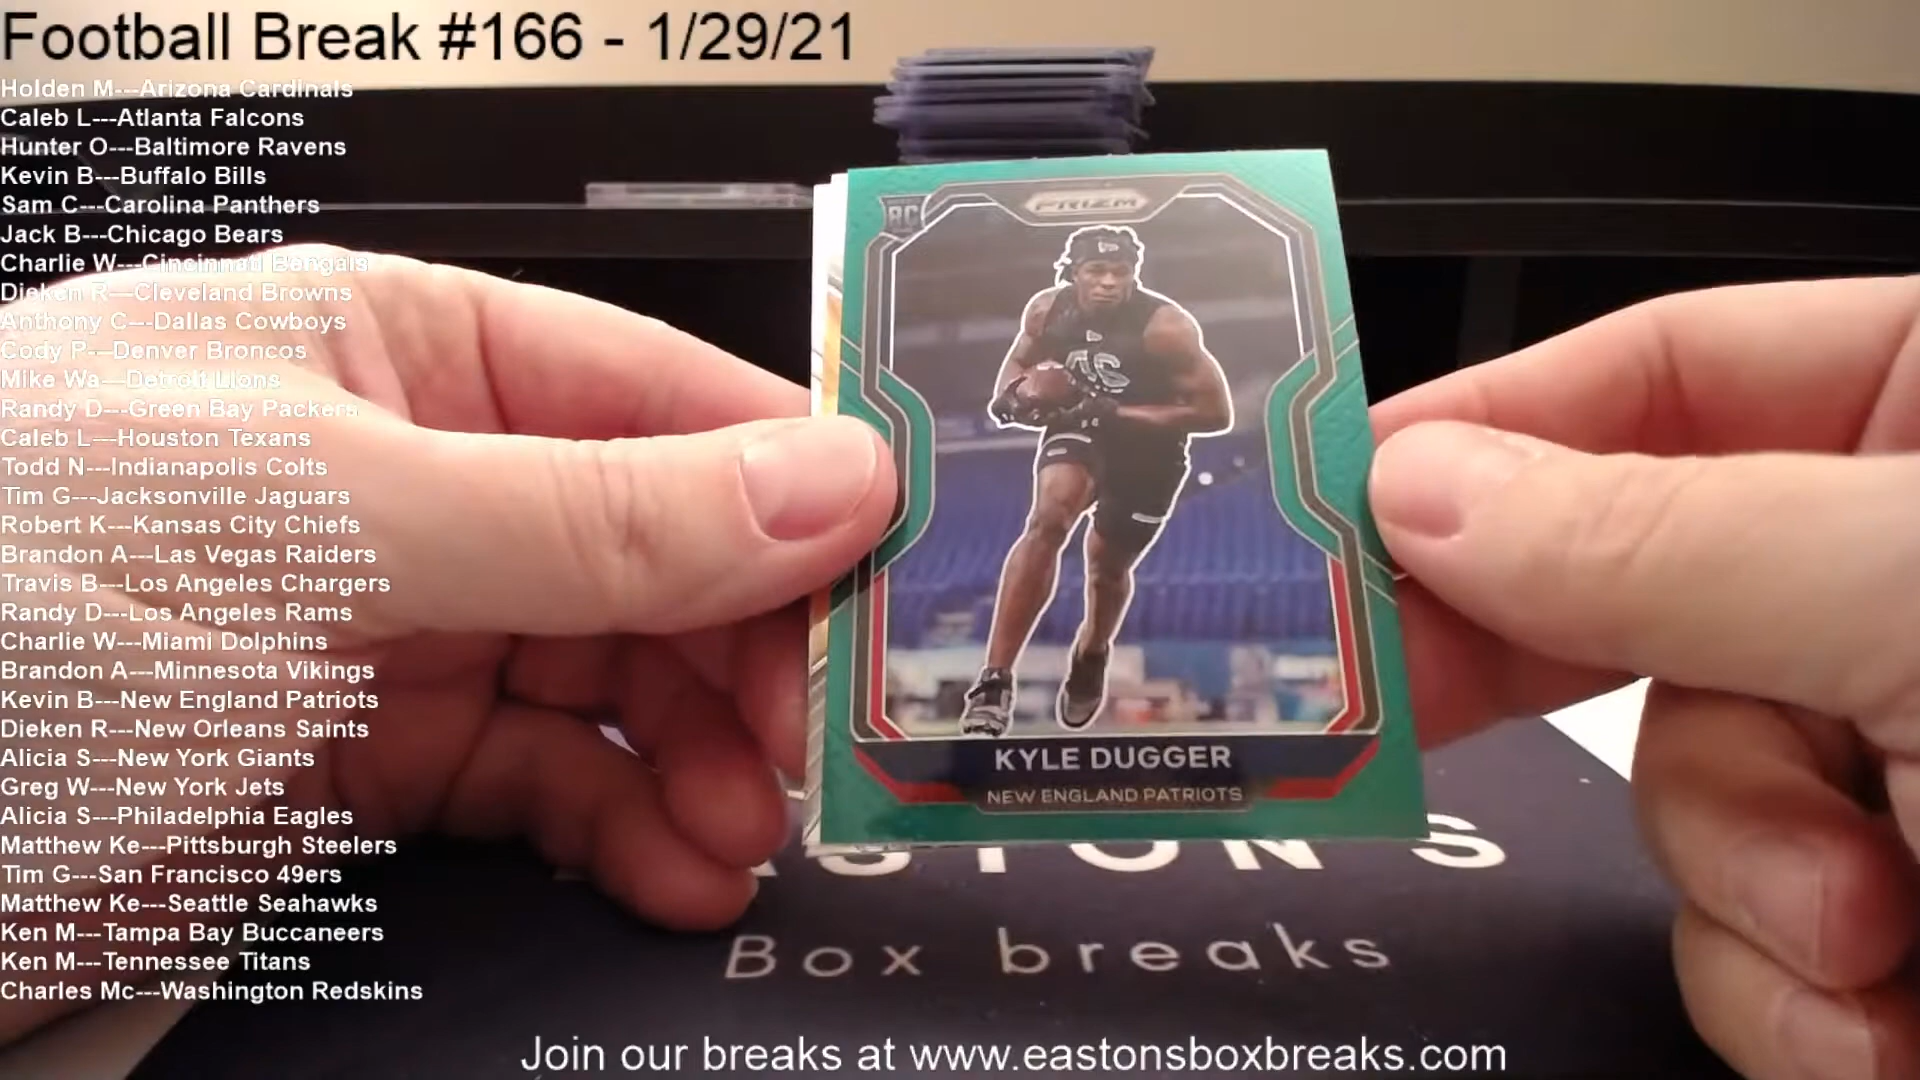 Football Break #166 - 1/29/21
Holden M---Arizona Cardinals
Caleb L---Atlanta Falcons
Hunter O---Baltimore Ravens
Kevin B---Buffalo Bills
Sam C---Carolina Panthers
Jack B---Chicago Bears
Charlie W---Cincinnati Bengals
Dieken R---Cleveland Browns
Anthony C---Dallas Cowboys
Cody P---Denver Broncos
Mike Wa---Detroit Lions
Randy D---Green Bay Packers
Caleb L---Houston Texans
Todd N---Indianapolis Colts
Tim G---Jacksonville Jaguars
Robert K---Kansas City Chiefs
Brandon A---Las Vegas Raiders
Travis B---Los Angeles Chargers
Randy D---Los Angeles Rams
Charlie W---Miami Dolphins
Brandon A---Minnesota Vikings
Kevin B---New England Patriots
Dieken R---New Orleans Saints
Alicia S---New York Giants
Greg W---New York Jets
Alicia S---Philadelphia Eagles
Matthew Ke---Pittsburgh Steelers
Tim G---San Francisco 49ers
Matthew Ke---Seattle Seahawks
Ken M---Tampa Bay Buccaneers
Ken M---Tennessee Titans
Charles Mc---Washington Redskins
PRIZM
RC
KYLE DUGGER
NEW ENGLAND PATRIOTS
Box breaks
Join our breaks at www.eastonsboxbreaks.com